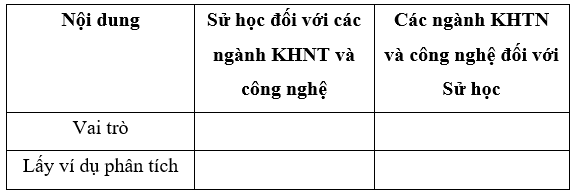 Nội dung
Sử học đối với các
ngành KHNT và
công nghệ
Các ngành KHTN
và công nghệ đối với
Sử học
Vai trò
Lấy ví dụ phân tích